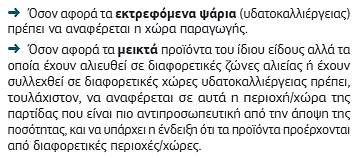 ➜ Όσον αφορά τα εκτρεφόμενα ψάρια (υδατοκαλλιέργειας)
πρέπει να αναφέρεται η χώρα παραγωγής.
➜ Όσον αφορά τα μεικτά προϊόντα του ίδιου είδους αλλά τα
οποία έχουν αλιευθεί σε διαφορετικές ζώνες αλιείας ή έχουν
συλλεχθεί σε διαφορετικές χώρες υδατοκαλλιέργειας πρέπει,
τουλάχιστον, να αναφέρεται σε αυτά η περιοχή/χώρα της
παρτίδας που είναι πιο αντιπροσωπευτική από την άποψη της
ποσότητας, και να υπάρχει η ένδειξη ότι τα προϊόντα προέρχονται
από διαφορετικές περιοχές/χώρες.